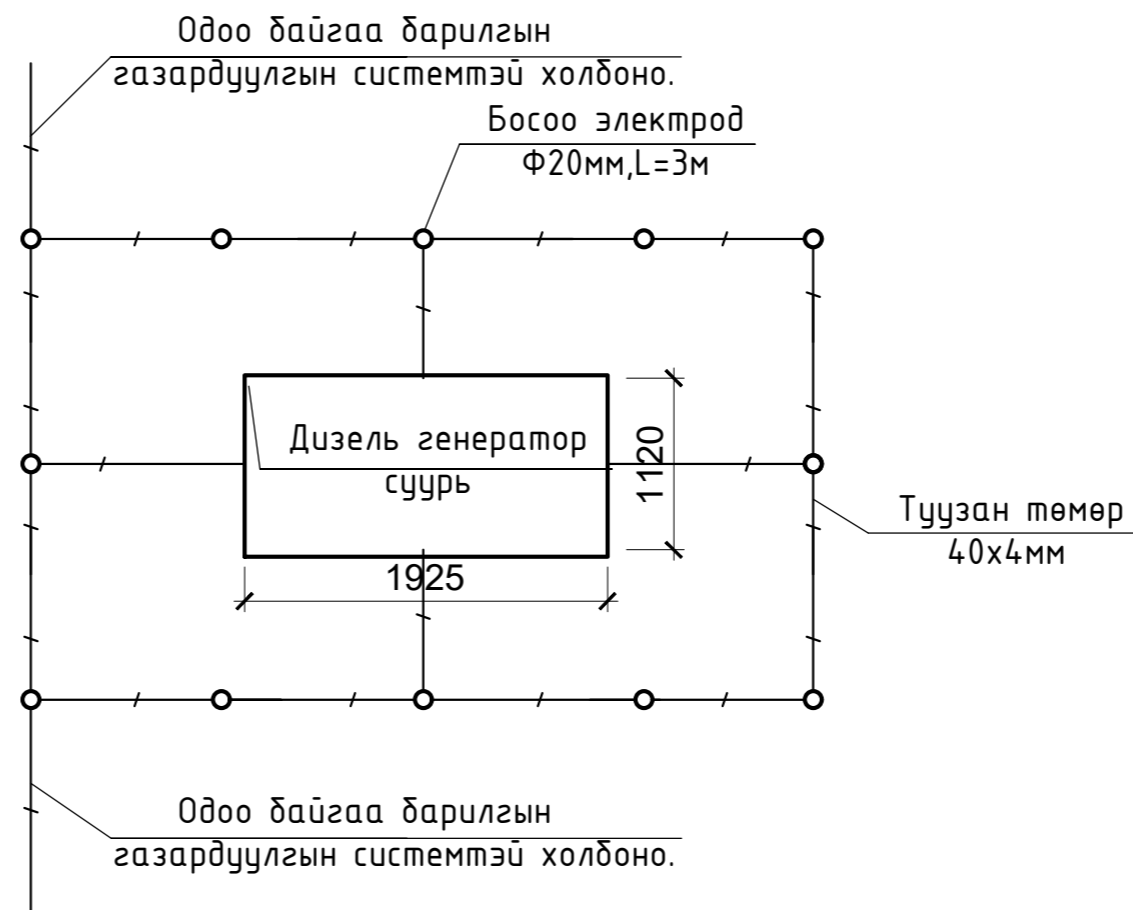 Одоо байгаа барилгын
газардуулгын системтэй холбоно.
Босоо электрод
Ф20мм,L=3м
Дизель генератор
суурь
1120
1925
Туузан төмөр
40x4мм
Одоо байгаа барилгын
газардуулгын системтэй холбоно.